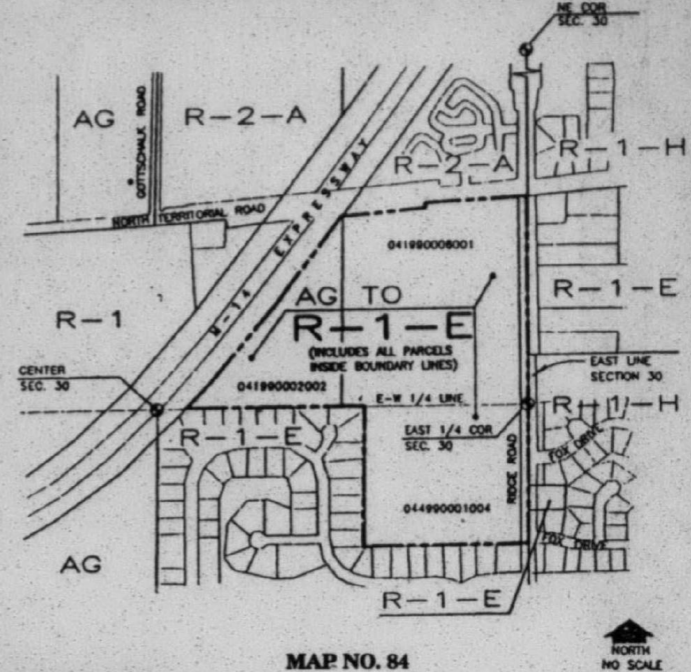 NE COR
SEC. 30
AG
GOTTSCHALK ROAD
R-2-A
M-14 EXPRESSWAY
R-2-A
R-1-H
NORTH TERRITORIAL ROAD
041990006001
R-1
AG TO
R-1-E
(INCLUDES ALL PARCELS
INSIDE BOUNDARY LINES)
R-1-E
EAST LINE
SECTION 30
CENTER
SEC. 30
041990002002
E-W 1/4 LINE
R-1-H
R-1-E
EAST 1/4 COR
SEC. 30
RIDGE ROAD
FOX DRIVE
044990001004
FOX DRIVE
AG
R-1-E
MAP NO. 84
NORTH
NO SCALE